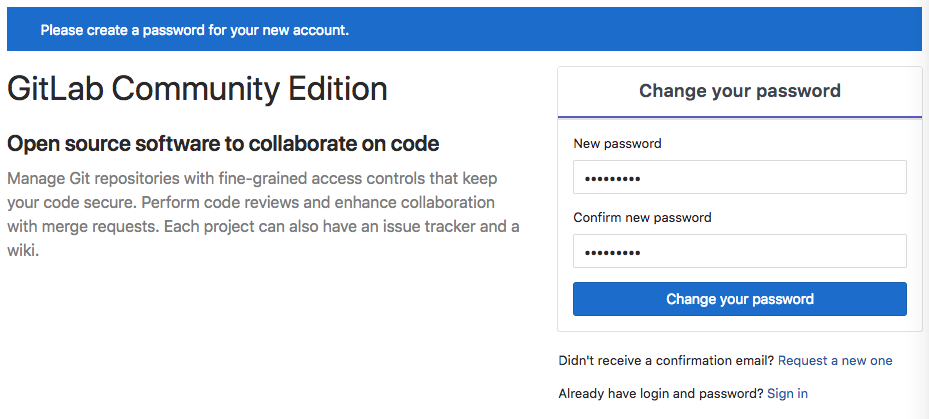 Please create a password for your new account.
GitLab Community Edition
Open source software to collaborate on code
Manage Git repositories with fine-grained access controls that keep
your code secure. Perform code reviews and enhance collaboration
with merge requests. Each project can also have an issue tracker and a
wiki.
Change your password
New password
•••••••••
Confirm new password
•••••••••
Change your password
Didn't receive a confirmation email? Request a new one
Already have login and password? Sign in